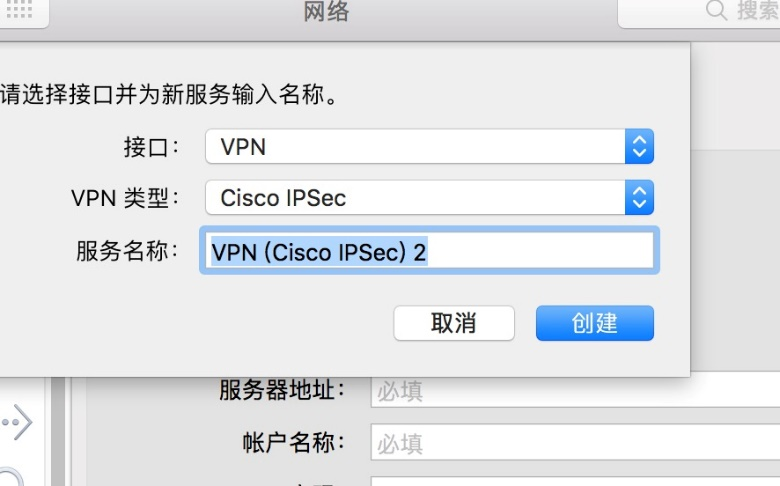 网络
搜索
请选择接口并为新服务输入名称。
接口： VPN
VPN 类型： Cisco IPSec
服务名称： VPN (Cisco IPSec) 2
取消 创建
服务器地址： 必填
帐户名称： 必填